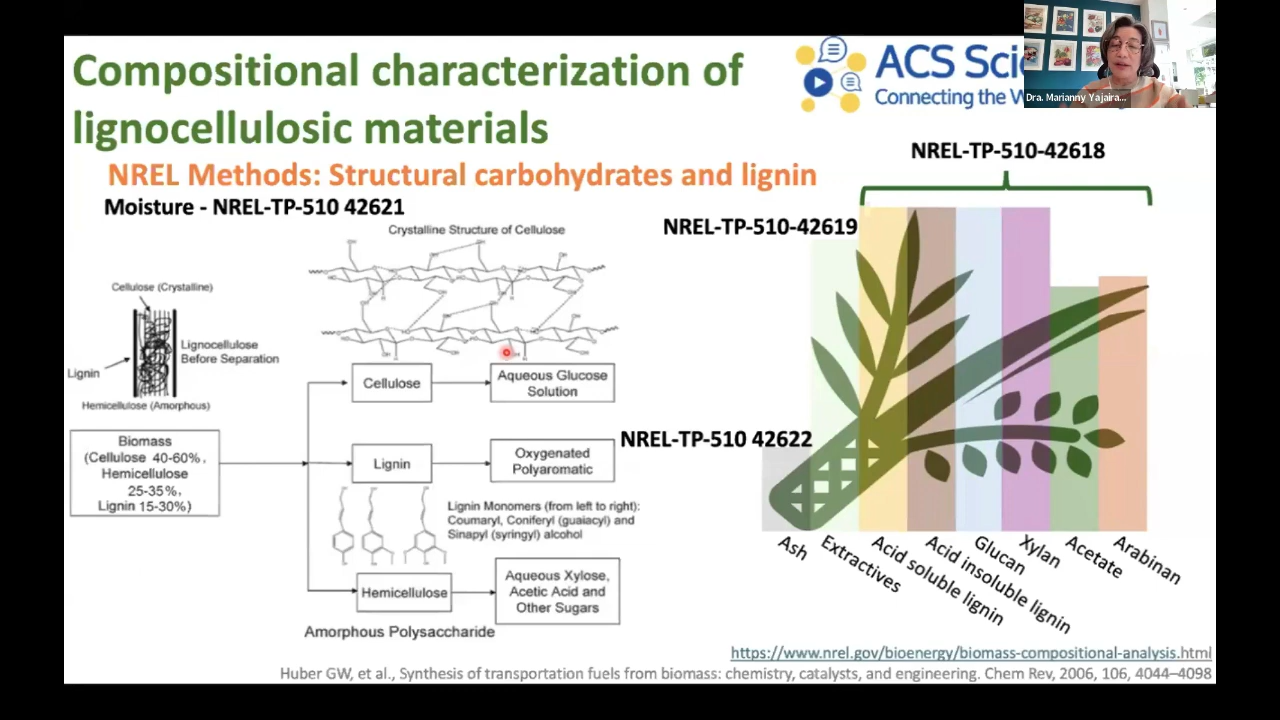 Compositional characterization of
lignocellulosic materials
ACS Sci
Connecting the W
Dra. Marianny Yajaira...
NREL Methods: Structural carbohydrates and lignin
Moisture - NREL-TP-510 42621
NREL-TP-510-42618
NREL-TP-510-42619
NREL-TP-510 42622
Crystalline Structure of Cellulose
Cellulose (Crystalline)
Lignocellulose
Before Separation
Lignin
Hemicellulose (Amorphous)
Biomass
(Cellulose 40-60%,
Hemicellulose
25-35%,
Lignin 15-30%)
Cellulose
Aqueous Glucose
Solution
Lignin
Oxygenated
Polyaromatic
Lignin Monomers (from left to right):
Coumaryl, Coniferyl (guaiacyl) and
Sinapyl (syringyl) alcohol
Hemicellulose
Aqueous Xylose,
Acetic Acid and
Other Sugars
Amorphous Polysaccharide
Ash
Extractives
Acid soluble lignin
Acid insoluble lignin
Glucan
Xylan
Acetate
Arabinan
https://www.nrel.gov/bioenergy/biomass-compositional-analysis.html
Huber GW, et al., Synthesis of transportation fuels from biomass: chemistry, catalysts, and engineering. Chem Rev, 2006, 106, 4044–4098